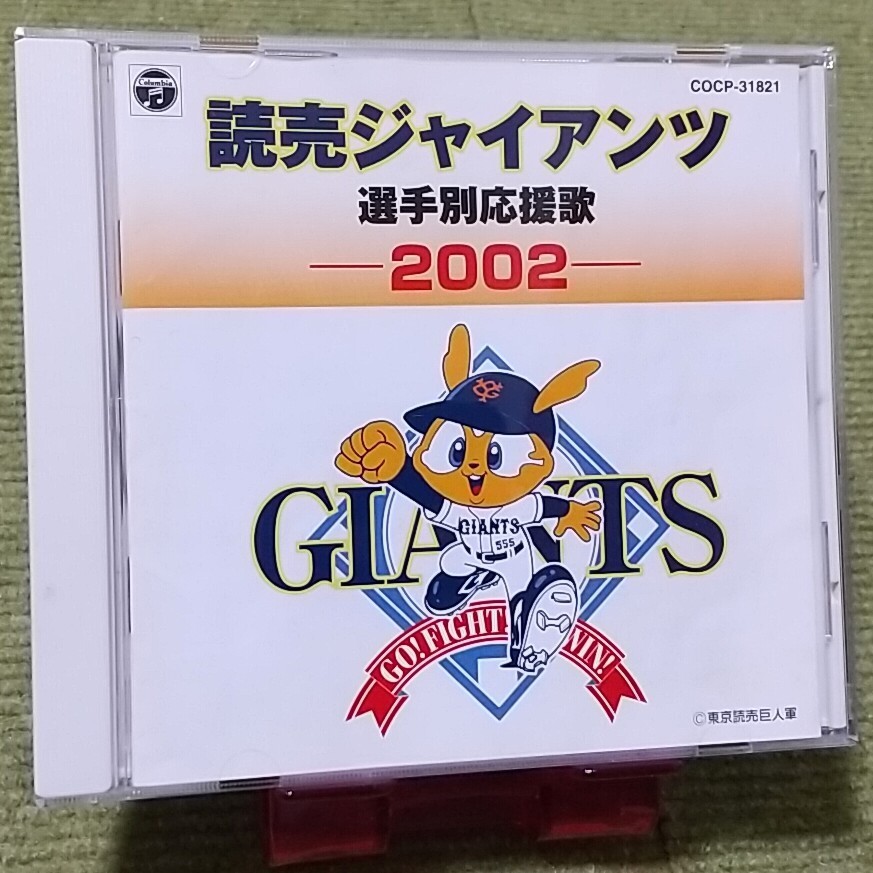 Columbia
COCP-31821
読売ジャイアンツ
選手別応援歌
2002
YG
GIANTS
GIANTS
555
GO! FIGHT! WIN!
©東京読売巨人軍